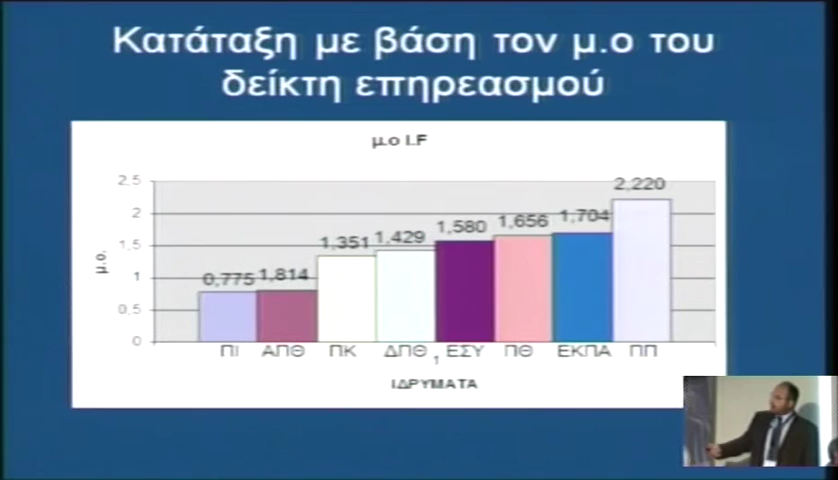 Κατάταξη με βάση τον μ.ο του
δείκτη επηρεασμού
μ.ο I.F
2,5
2
1,5
1
0,5
0
μ.ο.
0,775
1,814
1,351
1,429
1,580
1,656
1,704
2,220
ΠΙ ΑΠΘ ΠΚ ΔΠΘ ΕΣΥ ΠΘ ΕΚΠΑ ΠΠ
1
ΙΔΡΥΜΑΤΑ